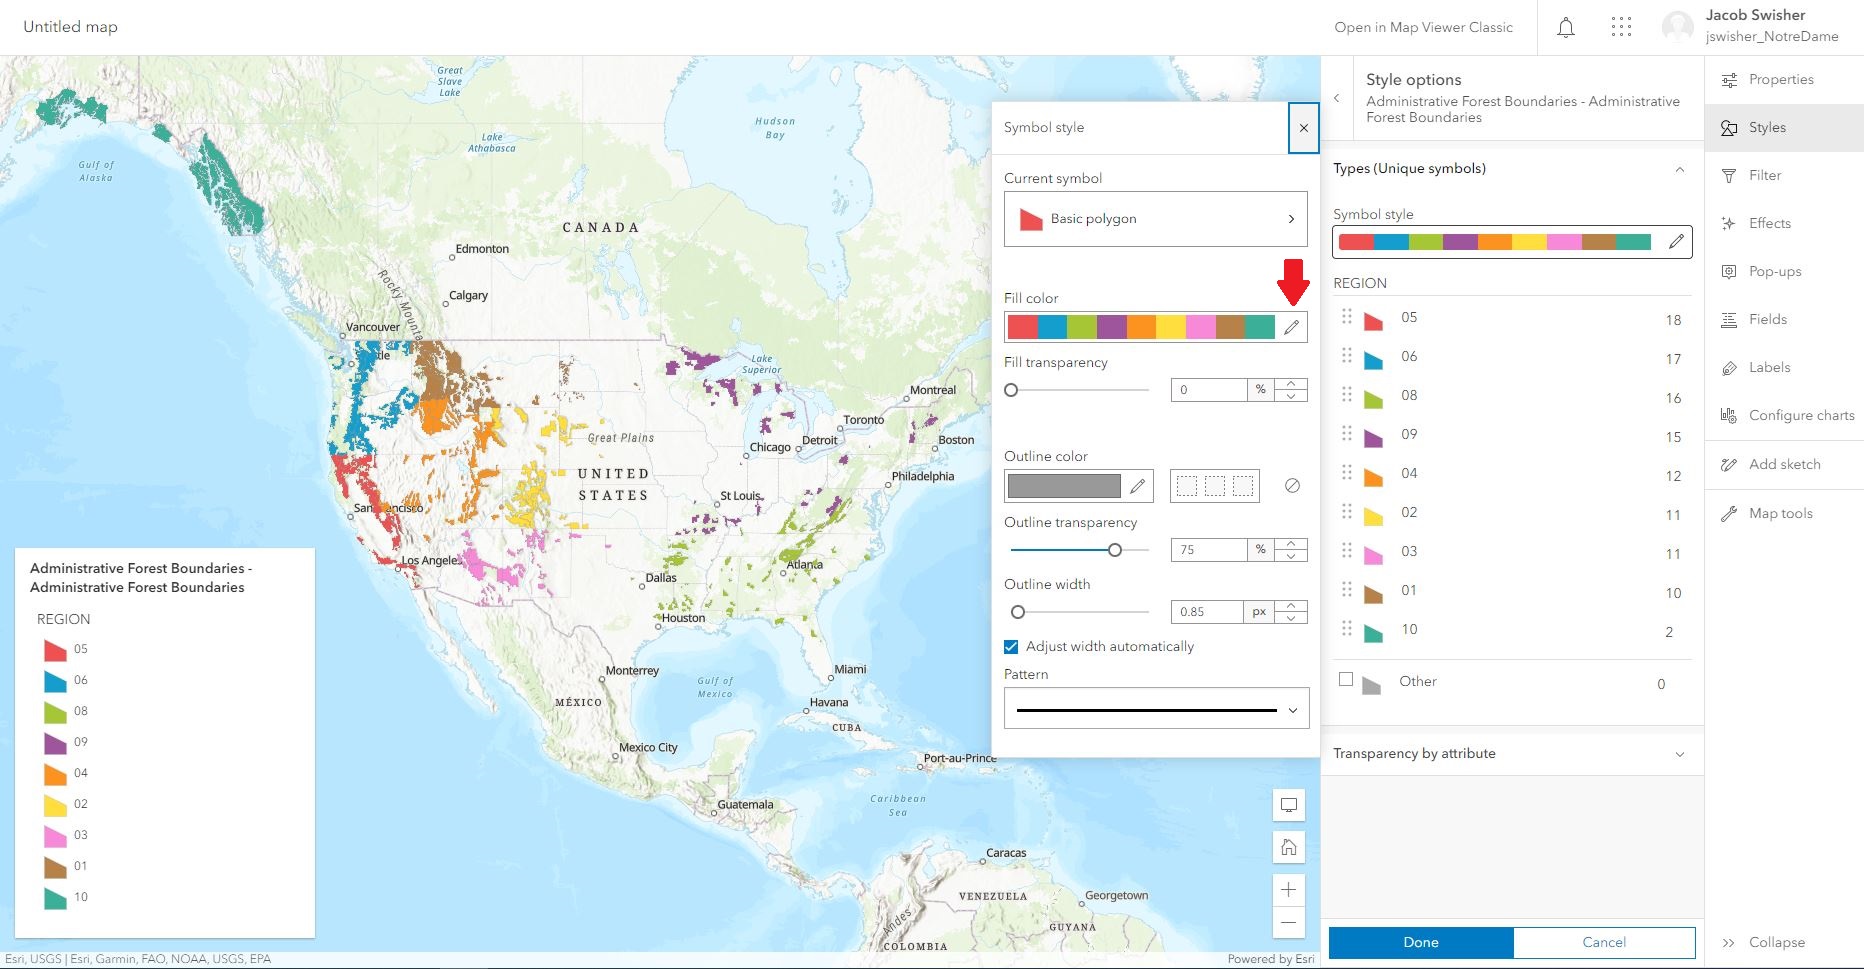 Untitled map
Open in Map Viewer Classic
Jacob Swisher
jswisher_NotreDame
Great
Slave
Lake
Hudson
Bay
Lake
Athabasca
Gulf of
Alaska
CANADA
Edmonton
Rocky Mounta
Calgary
Vancouver
ttle
Lake
Superior
Montreal
Toronto
Great Plains
Chicago
Detroit
Boston
UNITED
STATES
Philadelphia
St Louis
San
ancisco
Los Angeles
Dallas
Atlanta
Houston
Monterrey
Miami
Gulf of
Mexico
MÉXICO
Havana
CUBA
Mexico City
Port-au-Prince
Guatemala
Caribbean
Sea
Caracas
VENEZUELA
Georgetown
Andes
GUYANA
COLOMBIA
Administrative Forest Boundaries -
Administrative Forest Boundaries
REGION
05
06
08
09
04
02
03
01
10
Esri, USGS | Esri, Garmin, FAO, NOAA, USGS, EPA
Powered by Esri
Symbol style
Current symbol
Basic polygon
Fill color
Fill transparency
0 %
Outline color
Outline transparency
75 %
Outline width
0.85 px
Adjust width automatically
Pattern
Style options
Administrative Forest Boundaries - Administrative
Forest Boundaries
Types (Unique symbols)
Symbol style
REGION
05 18
06 17
08 16
09 15
04 12
02 11
03 11
01 10
10 2
Other 0
Transparency by attribute
Done
Cancel
Properties
Styles
Filter
Effects
Pop-ups
Fields
Labels
Configure charts
Add sketch
Map tools
Collapse